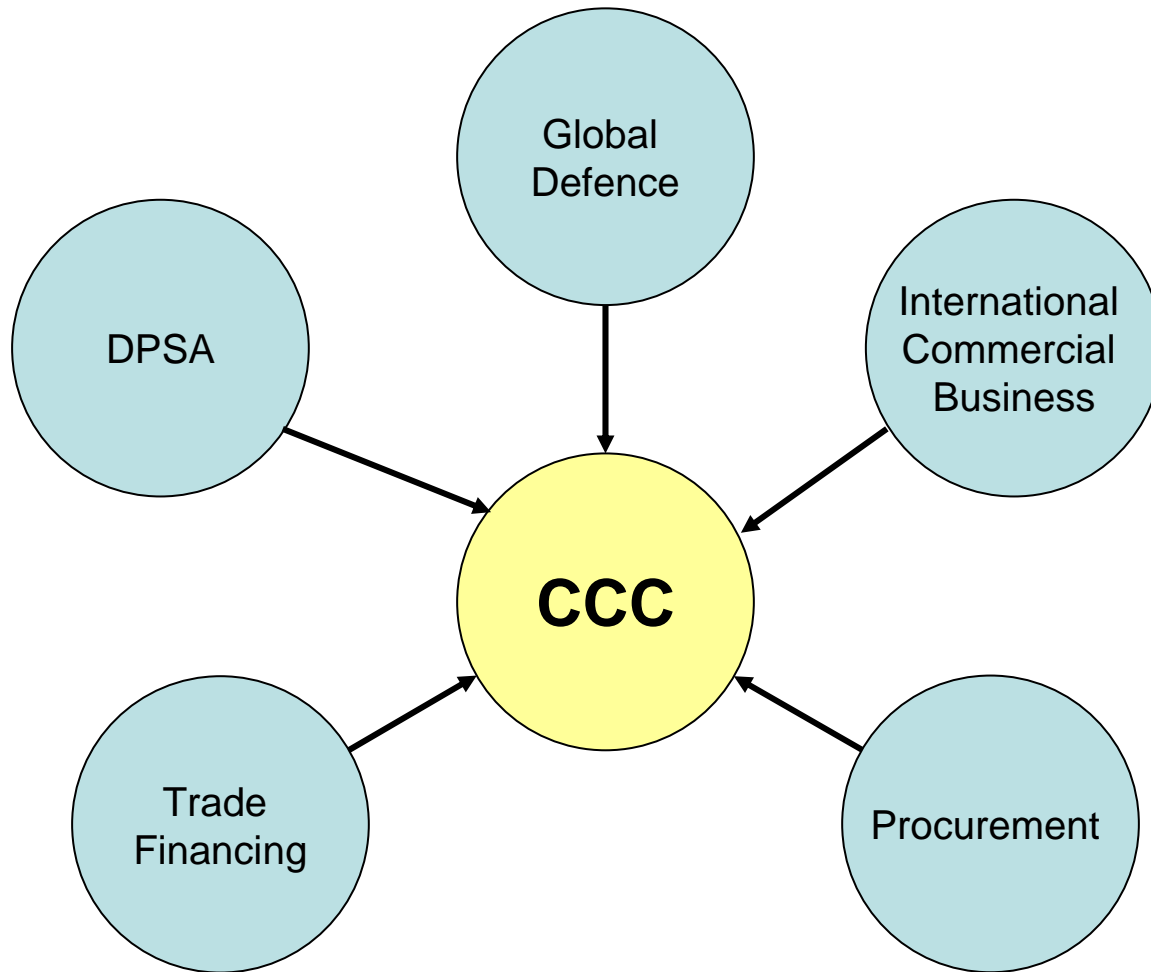 Global
Defence
DPSA
International
Commercial
Business
CCC
Trade
Financing
Procurement